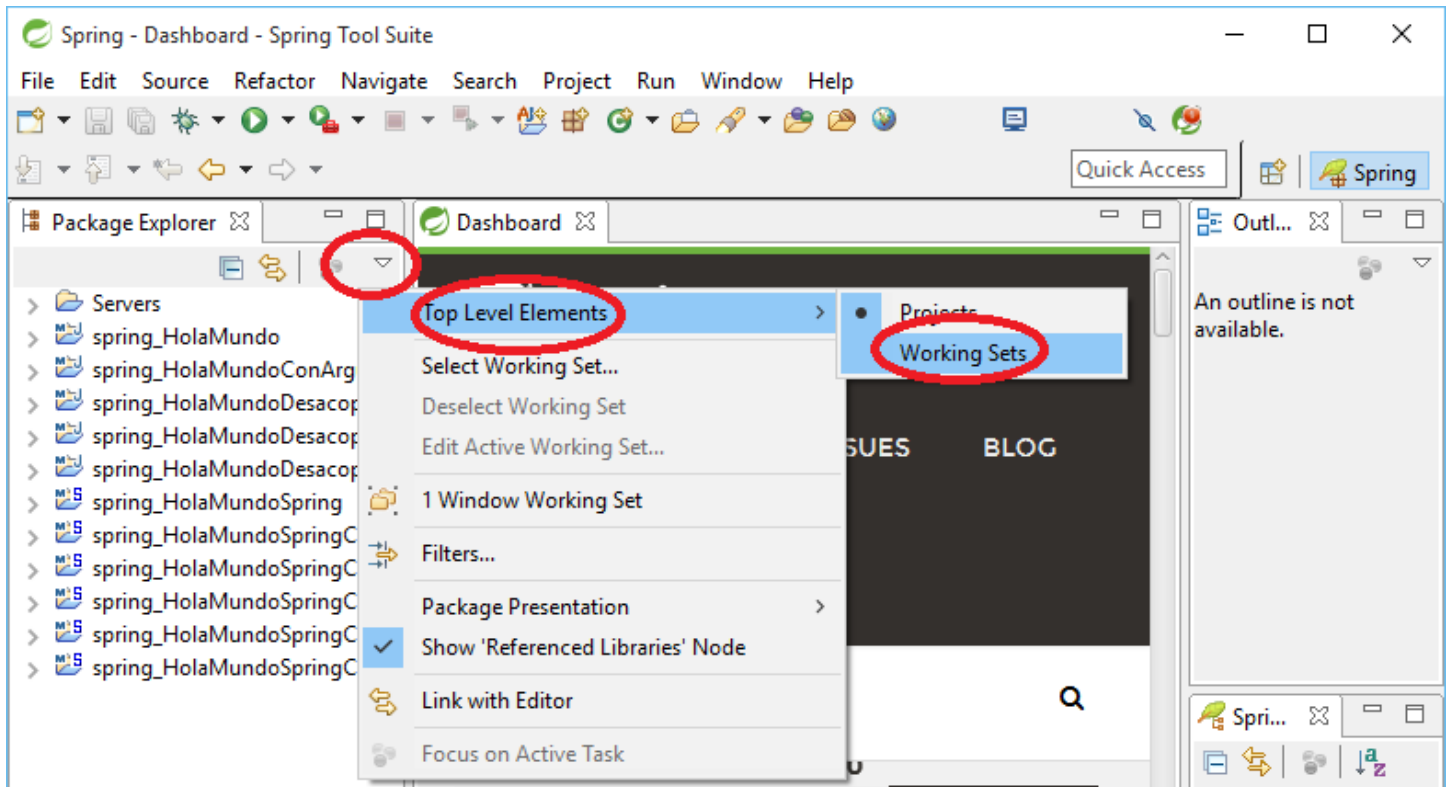 Spring - Dashboard - Spring Tool Suite
File Edit Source Refactor Navigate Search Project Run Window Help
Quick Access
Spring
Package Explorer
Dashboard
Outl...
An outline is not
available.
Servers
spring_HolaMundo
spring_HolaMundoConArg
spring_HolaMundoDesacop
spring_HolaMundoDesacop
spring_HolaMundoDesacop
spring_HolaMundoSpring
spring_HolaMundoSpringC
spring_HolaMundoSpringC
spring_HolaMundoSpringC
spring_HolaMundoSpringC
spring_HolaMundoSpringC
Top Level Elements
Select Working Set...
Deselect Working Set
Edit Active Working Set...
1 Window Working Set
Filters...
Package Presentation
Show 'Referenced Libraries' Node
Link with Editor
Focus on Active Task
Projects
Working Sets
SUES BLOG
Spri...